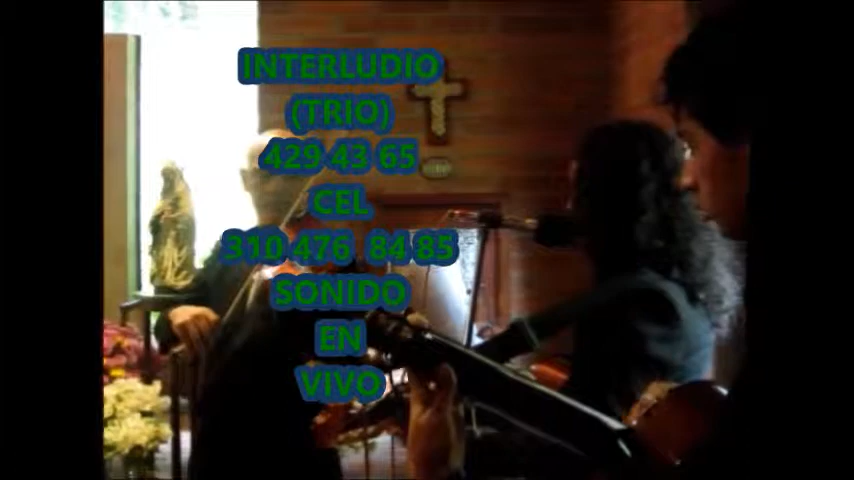 INTERLUDIO
(TRIO)
429 43 65
CEL
310 476 84 85
SONIDO
EN
VIVO